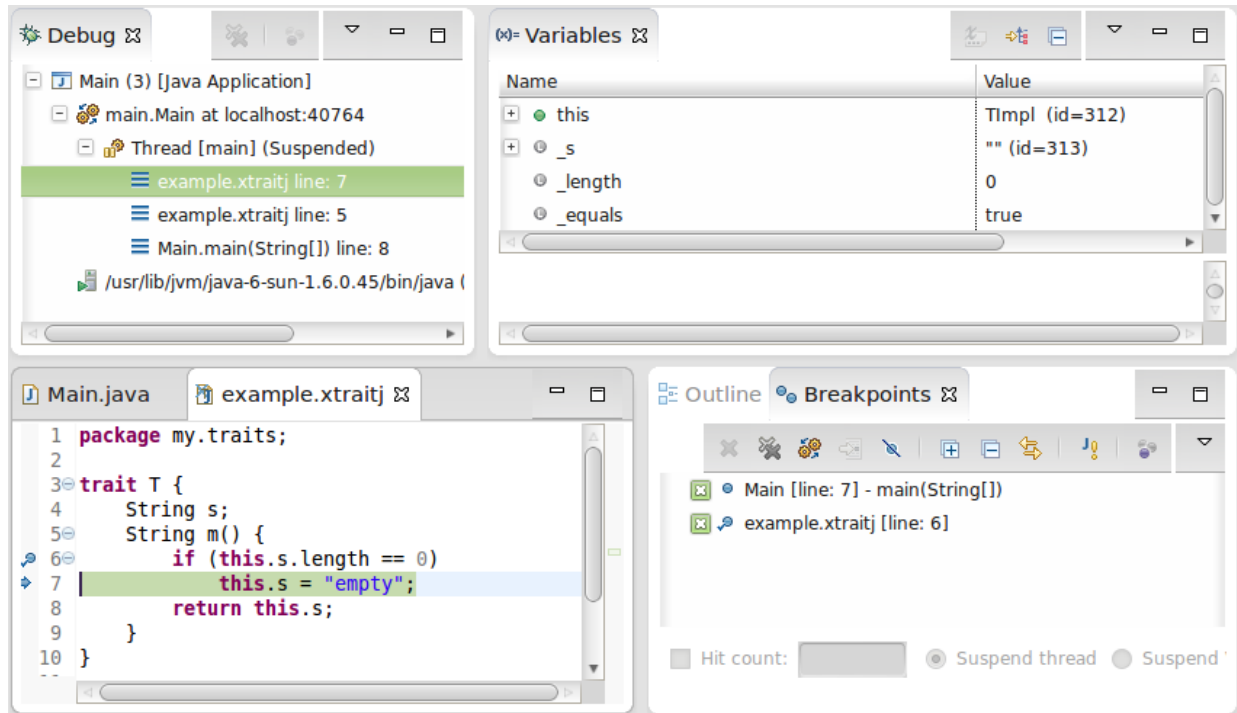 Debug
Main (3) [Java Application]
main.Main at localhost:40764
Thread [main] (Suspended)
example.xtraitj line: 7
example.xtraitj line: 5
Main.main(String[]) line: 8
/usr/lib/jvm/java-6-sun-1.6.0.45/bin/java (
(x)= Variables
Name Value
this TImpl (id=312)
_s "" (id=313)
_length 0
_equals true
Main.java example.xtraitj
1 package my.traits;
2
3 trait T {
4 String s;
5 String m() {
6 if (this.s.length == 0)
7 this.s = "empty";
8 return this.s;
9 }
10 }
Outline Breakpoints
Main [line: 7] - main(String[])
example.xtraitj [line: 6]
Hit count: Suspend thread Suspend